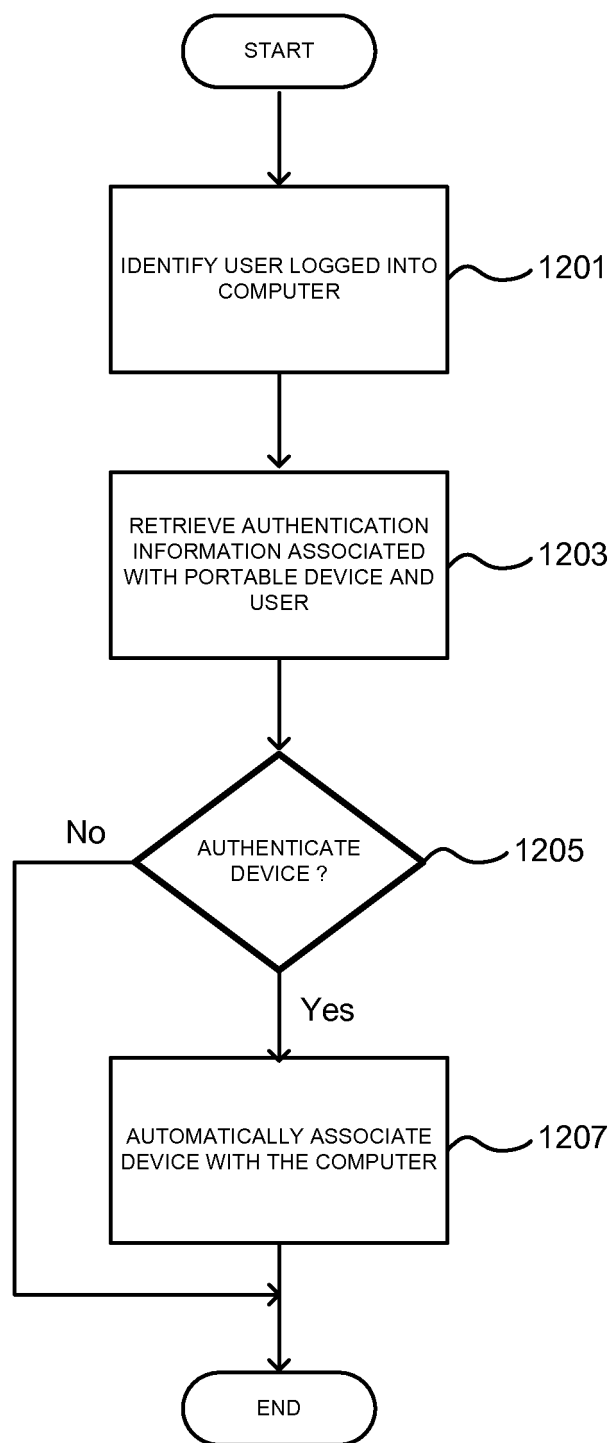 START
IDENTIFY USER LOGGED INTO
COMPUTER
1201
RETRIEVE AUTHENTICATION
INFORMATION ASSOCIATED
WITH PORTABLE DEVICE AND
USER
1203
No
AUTHENTICATE
DEVICE ?
1205
Yes
AUTOMATICALLY ASSOCIATE
DEVICE WITH THE COMPUTER
1207
END